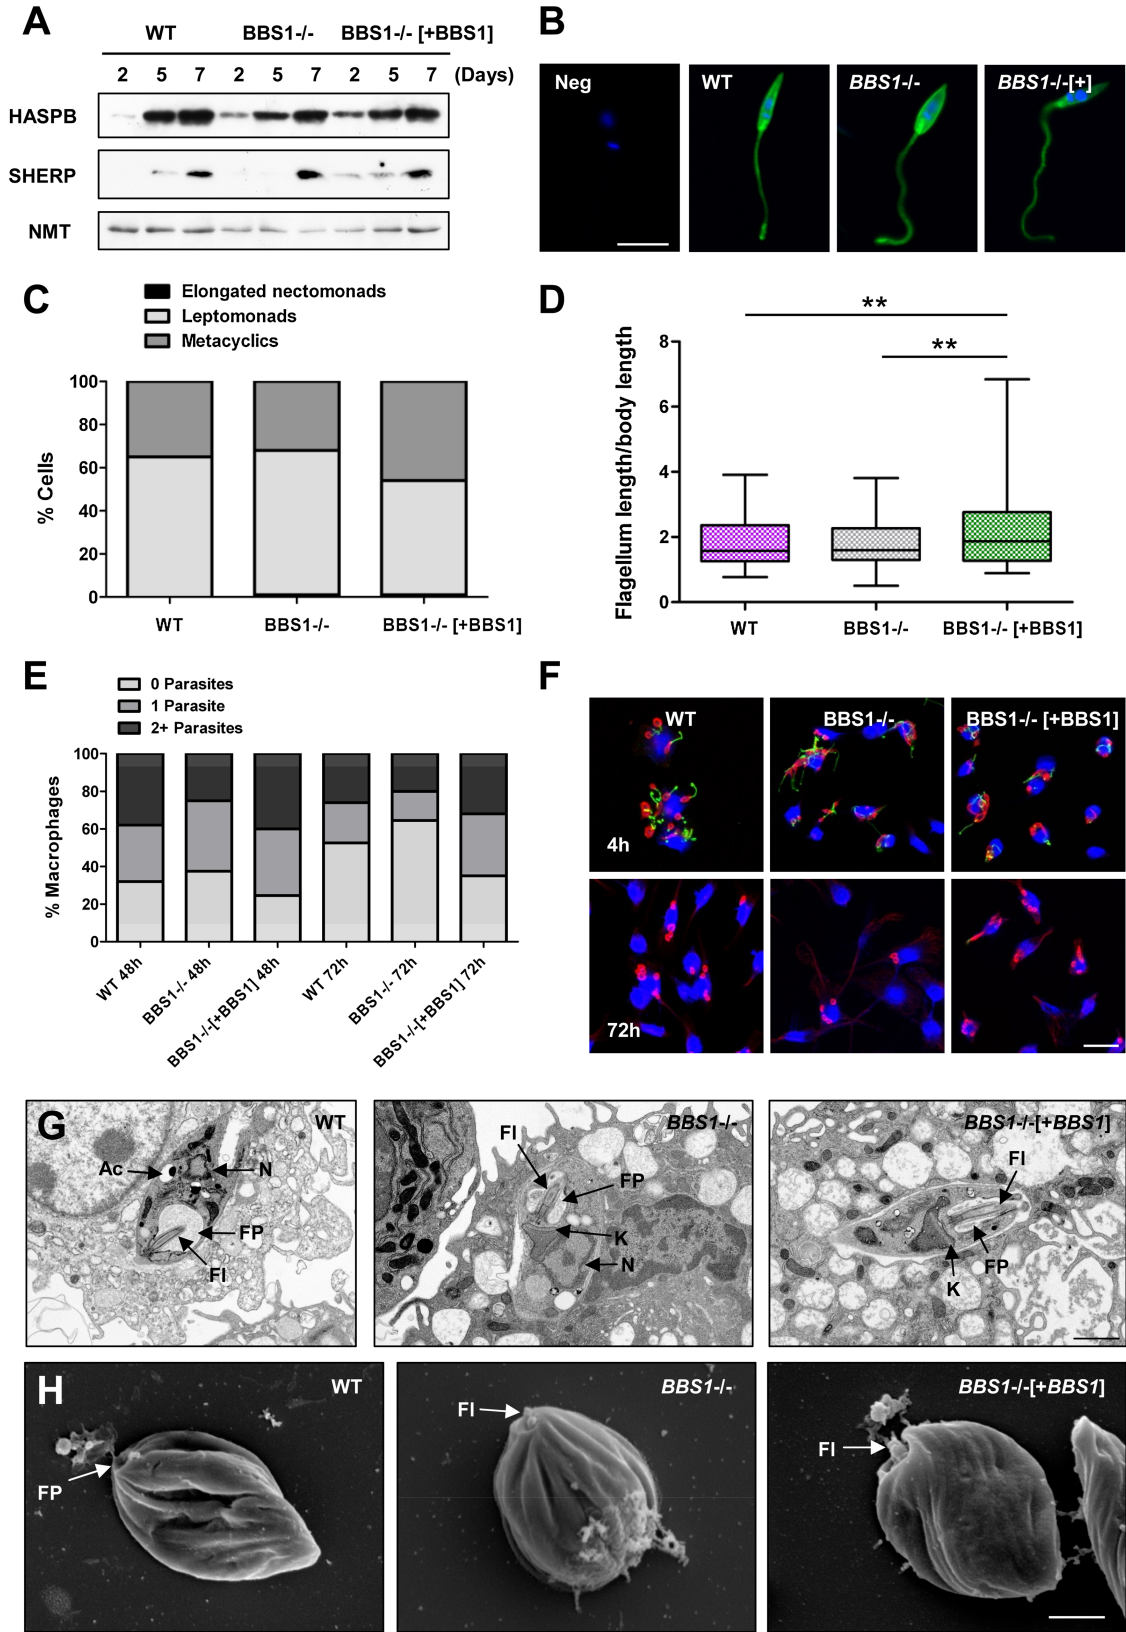 A
WT BBS1-/- BBS1-/- [+BBS1]
2 5 7 2 5 7 2 5 7 (Days)
HASPB
SHERP
NMT
B
Neg WT BBS1-/- BBS1-/-[+]
C
Elongated nectomonads
Leptomonads
Metacyclics
% Cells
100
80
60
40
20
0
WT BBS1-/- BBS1-/- [+BBS1]
D
** 
**
Flagellum length/body length
8
6
4
2
0
WT BBS1-/- BBS1-/- [+BBS1]
E
0 Parasites
1 Parasite
2+ Parasites
% Macrophages
100
80
60
40
20
0
WT 48h
BBS1-/- 48h
BBS1-/-[+BBS1] 48h
WT 72h
BBS1-/- 72h
BBS1-/-[+BBS1] 72h
F
WT BBS1-/- BBS1-/- [+BBS1]
4h
72h
G
WT
Ac
N
FP
Fl
BBS1-/-
Fl
FP
K
N
BBS1-/-[+BBS1]
Fl
FP
K
H
WT
FP
BBS1-/-
Fl
BBS1-/-[+BBS1]
Fl